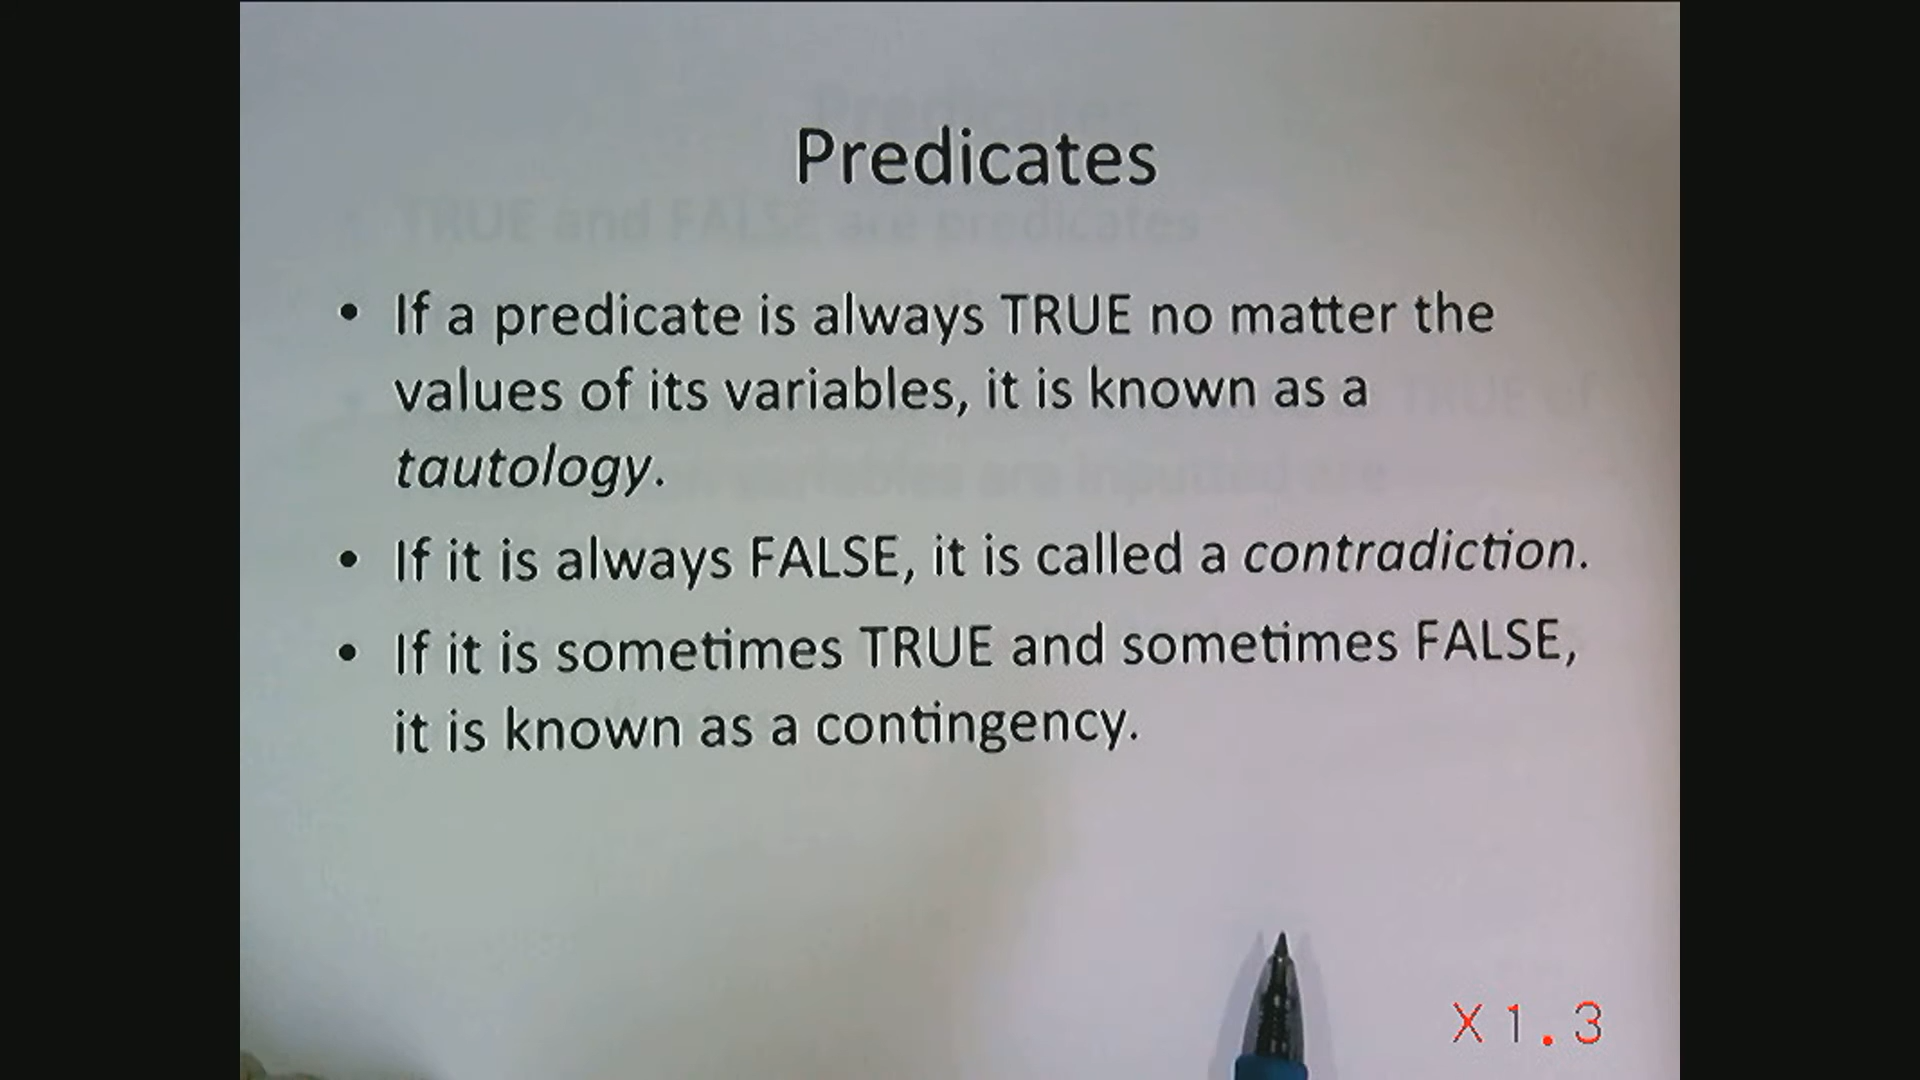 Predicates
• If a predicate is always TRUE no matter the
values of its variables, it is known as a
tautology.
• If it is always FALSE, it is called a contradiction.
• If it is sometimes TRUE and sometimes FALSE,
it is known as a contingency.
X1.3